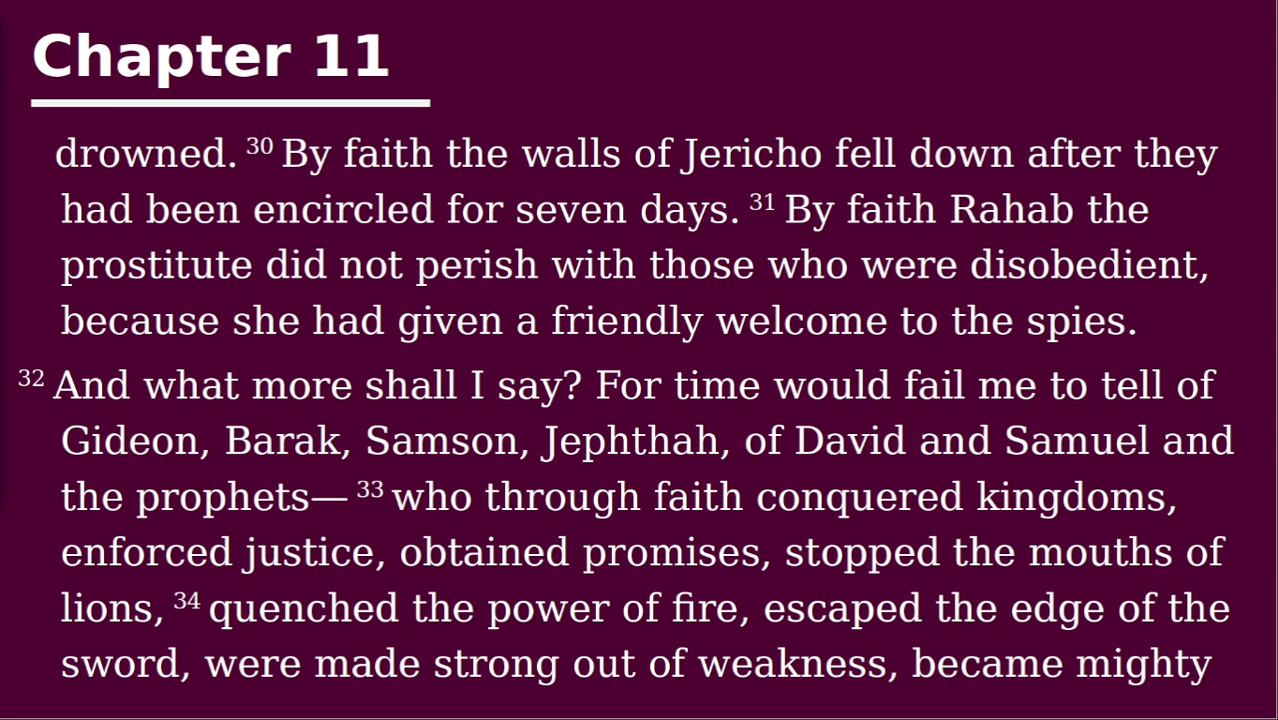 Chapter 11
drowned. 30 By faith the walls of Jericho fell down after they
had been encircled for seven days. 31 By faith Rahab the
prostitute did not perish with those who were disobedient,
because she had given a friendly welcome to the spies.
32 And what more shall I say? For time would fail me to tell of
Gideon, Barak, Samson, Jephthah, of David and Samuel and
the prophets— 33 who through faith conquered kingdoms,
enforced justice, obtained promises, stopped the mouths of
lions, 34 quenched the power of fire, escaped the edge of the
sword, were made strong out of weakness, became mighty